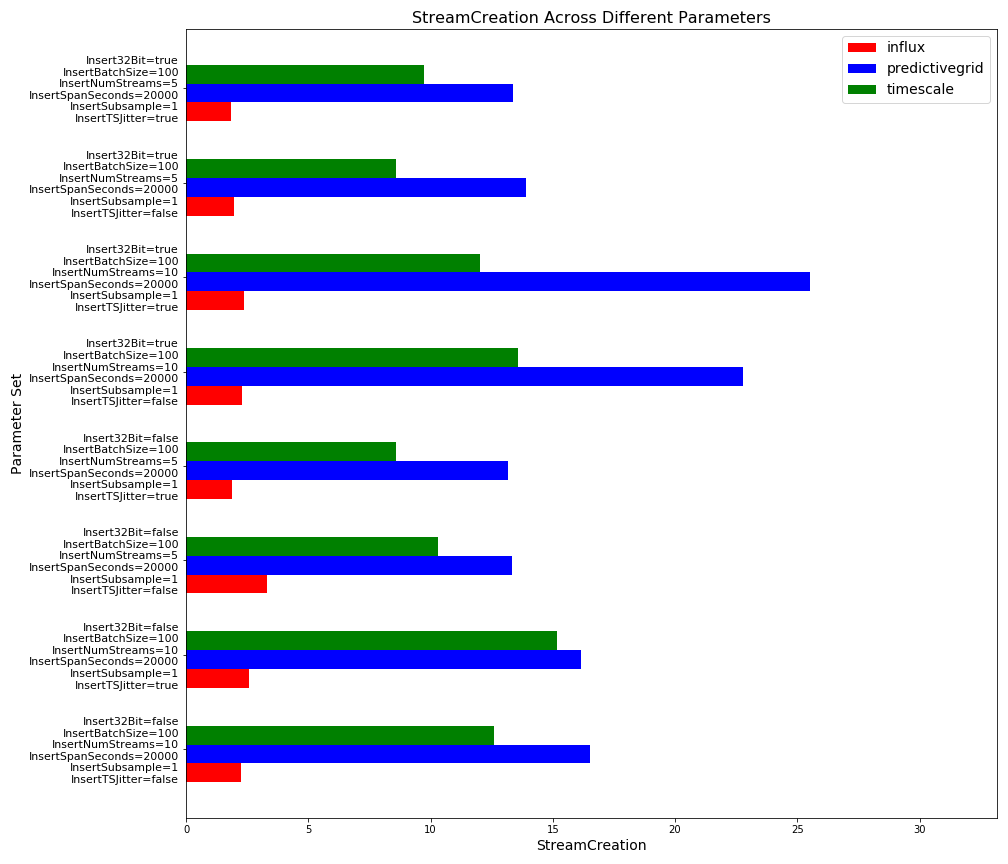 StreamCreation Across Different Parameters
influx
predictivegrid
timescale
Parameter Set
Insert32Bit=true
InsertBatchSize=100
InsertNumStreams=5
InsertSpanSeconds=20000
InsertSubsample=1
InsertTSJitter=true
Insert32Bit=true
InsertBatchSize=100
InsertNumStreams=5
InsertSpanSeconds=20000
InsertSubsample=1
InsertTSJitter=false
Insert32Bit=true
InsertBatchSize=100
InsertNumStreams=10
InsertSpanSeconds=20000
InsertSubsample=1
InsertTSJitter=true
Insert32Bit=true
InsertBatchSize=100
InsertNumStreams=10
InsertSpanSeconds=20000
InsertSubsample=1
InsertTSJitter=false
Insert32Bit=false
InsertBatchSize=100
InsertNumStreams=5
InsertSpanSeconds=20000
InsertSubsample=1
InsertTSJitter=true
Insert32Bit=false
InsertBatchSize=100
InsertNumStreams=5
InsertSpanSeconds=20000
InsertSubsample=1
InsertTSJitter=false
Insert32Bit=false
InsertBatchSize=100
InsertNumStreams=10
InsertSpanSeconds=20000
InsertSubsample=1
InsertTSJitter=true
Insert32Bit=false
InsertBatchSize=100
InsertNumStreams=10
InsertSpanSeconds=20000
InsertSubsample=1
InsertTSJitter=false
0 5 10 15 20 25 30
StreamCreation